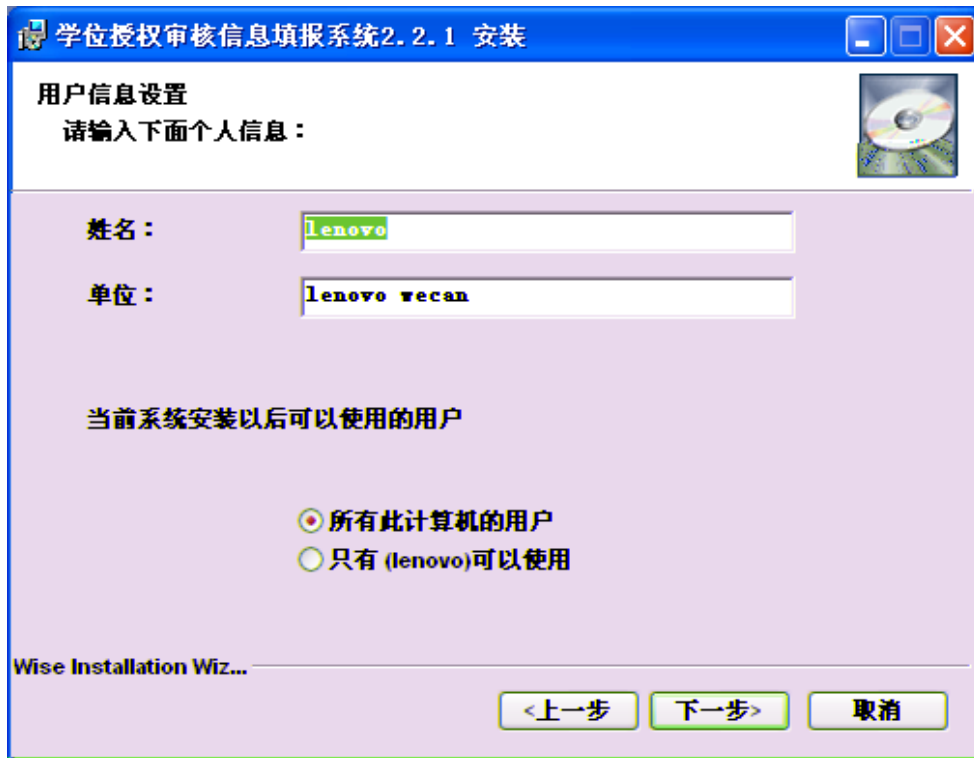 学位授权审核信息填报系统2.2.1 安装
用户信息设置
请输入下面个人信息：
姓名： lenovo
单位： lenovo wecan
当前系统安装以后可以使用的用户
所有此计算机的用户
只有 (lenovo)可以使用
Wise Installation Wiz...
<上一步 下一步> 取消